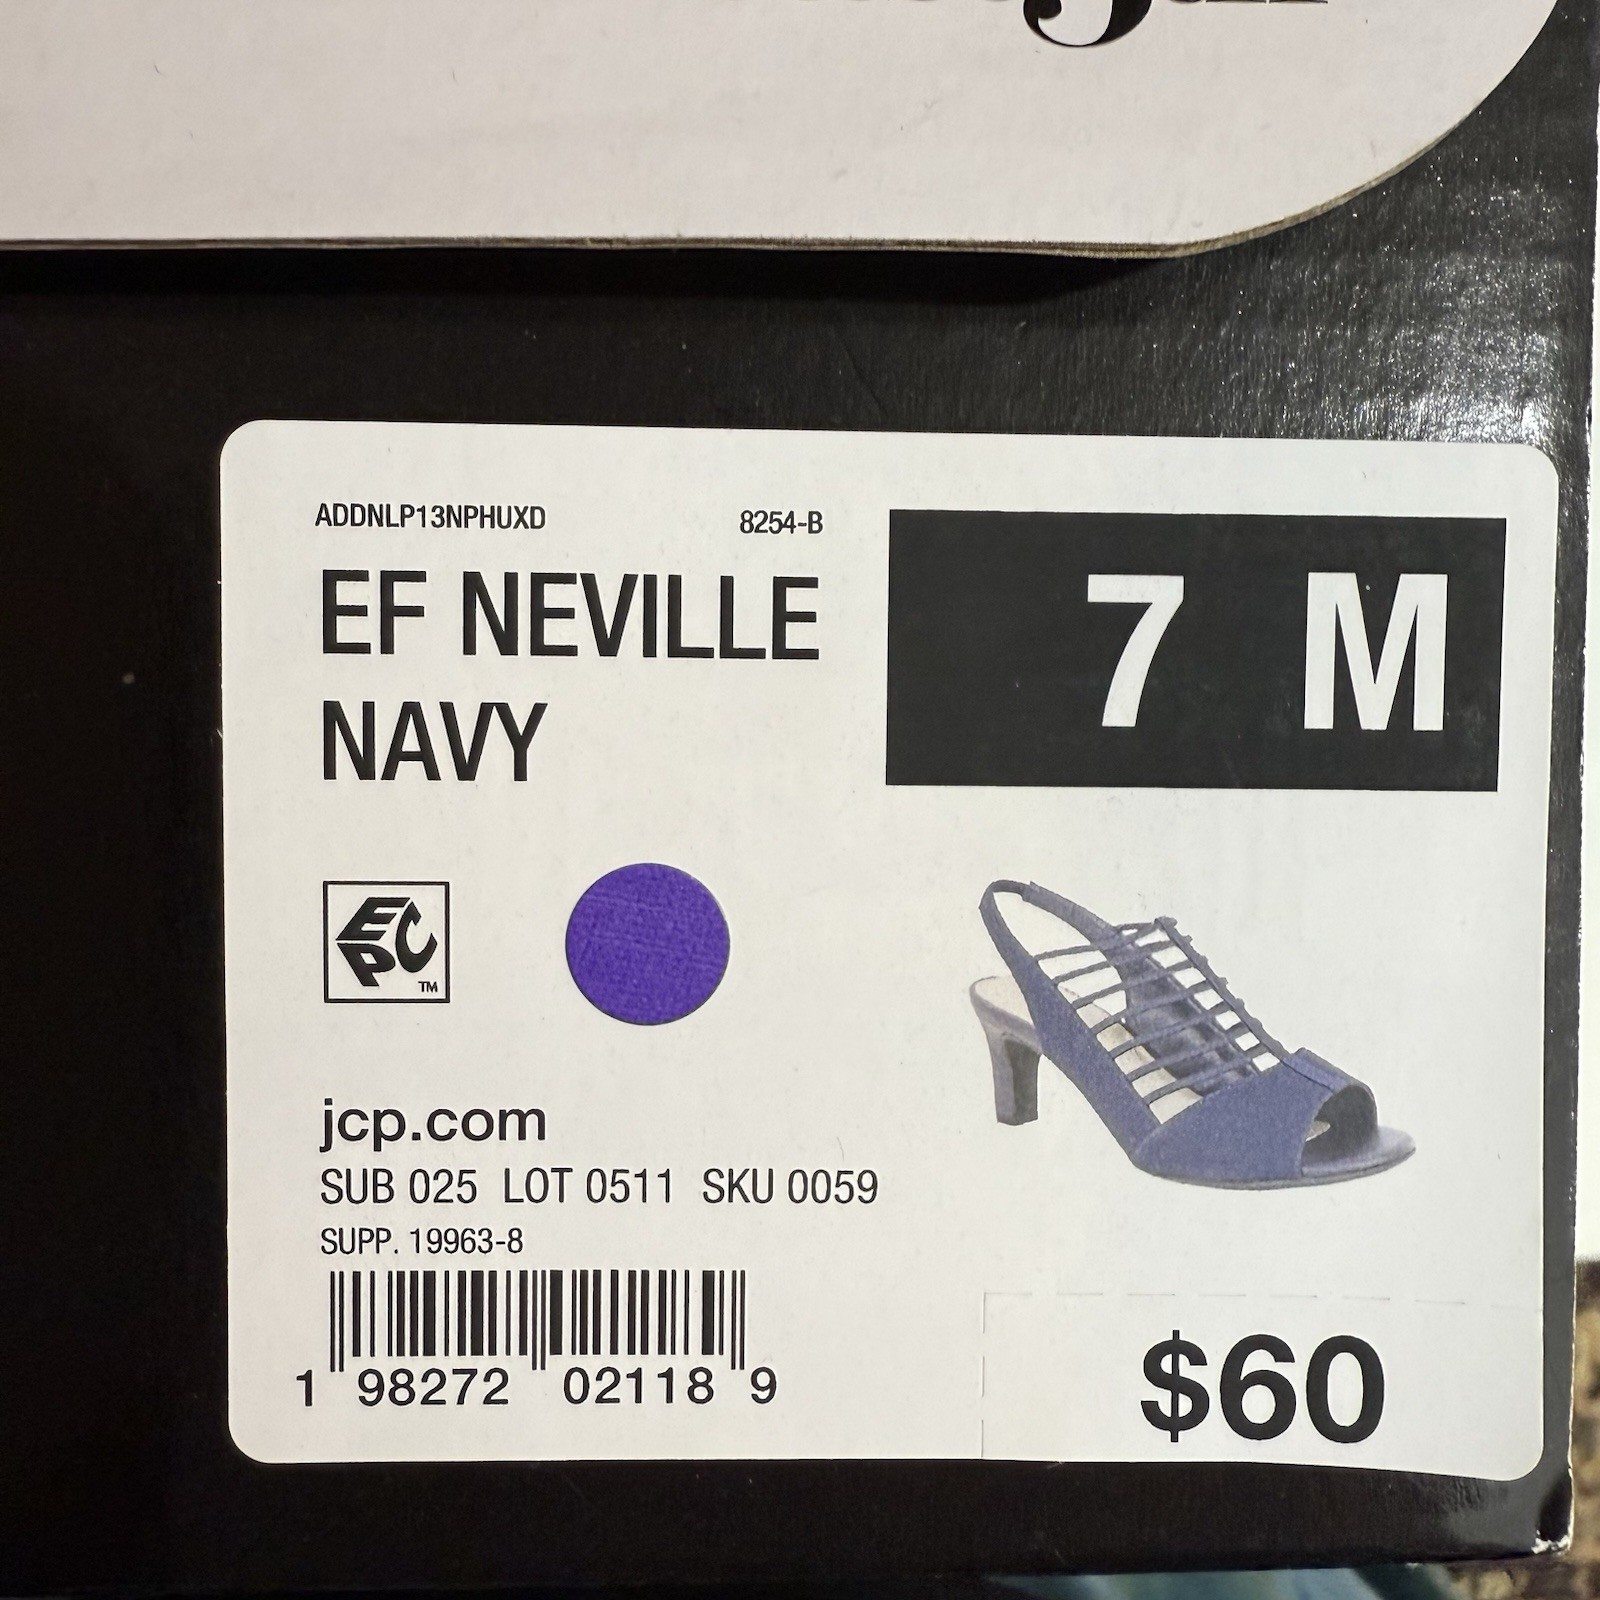 ADDNLP13NPHUXD 8254-B
EF NEVILLE
NAVY
7 M
EPC TM
jcp.com
SUB 025 LOT 0511 SKU 0059
SUPP. 19963-8
1 98272 02118 9
$60